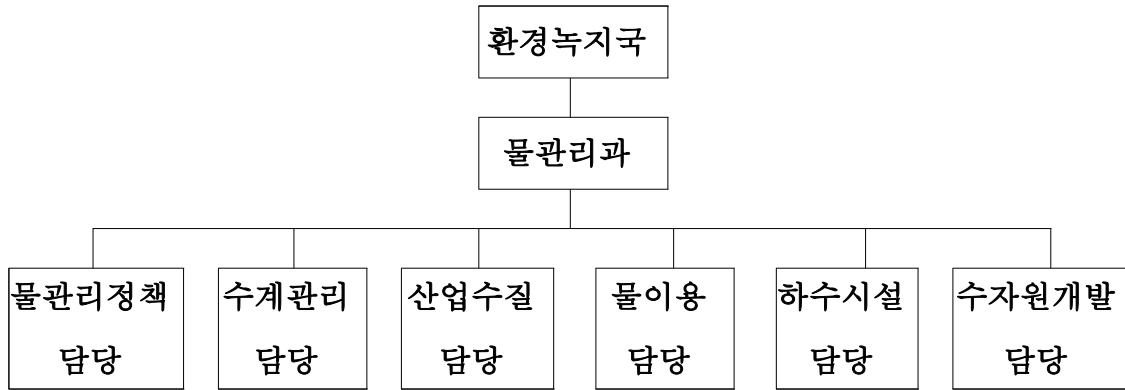 환경녹지국
물관리과
물관리정책
담당
수계관리
담당
산업수질
담당
물이용
담당
하수시설
담당
수자원개발
담당